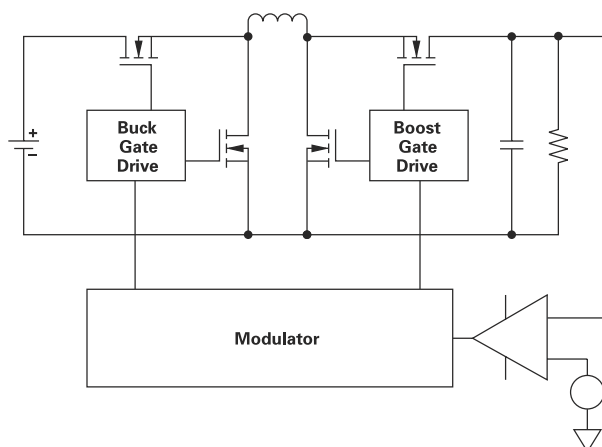 +
-
Buck
Gate
Drive
Boost
Gate
Drive
Modulator